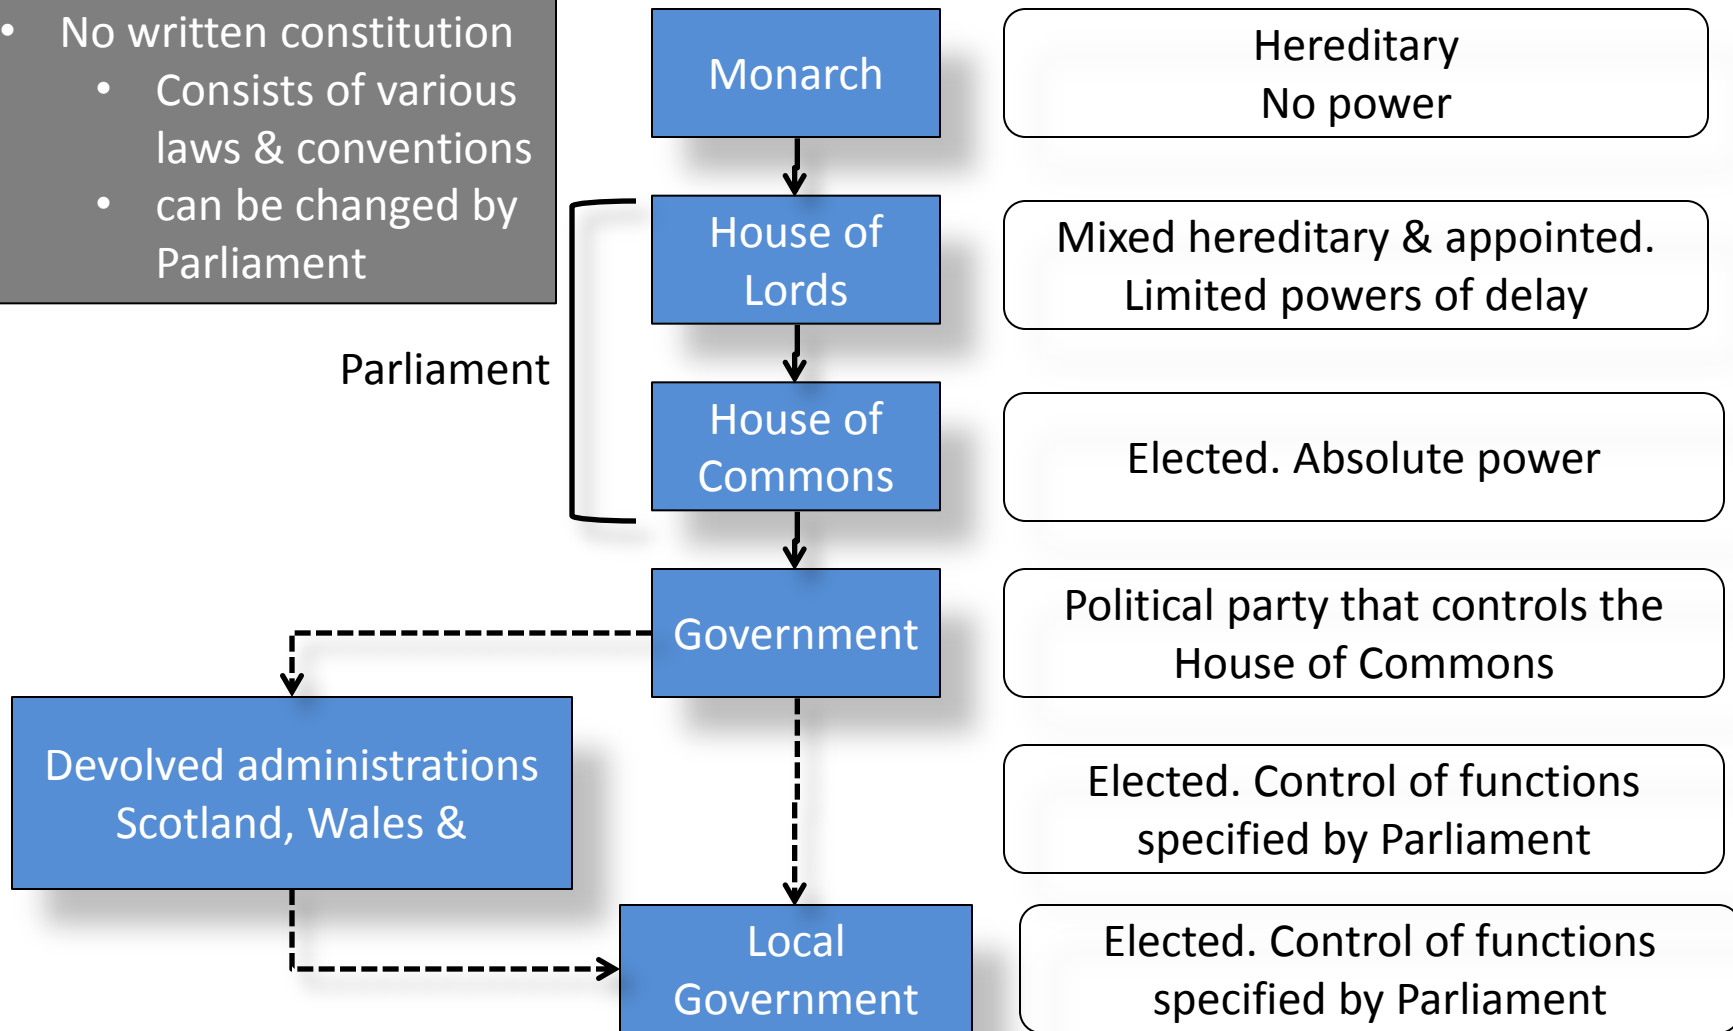 • No written constitution
• Consists of various
laws & conventions
• can be changed by
Parliament
Monarch
Hereditary
No power
House of
Lords
Mixed hereditary & appointed.
Limited powers of delay
Parliament
House of
Commons
Elected. Absolute power
Government
Political party that controls the
House of Commons
Devolved administrations
Scotland, Wales &
Elected. Control of functions
specified by Parliament
Local
Government
Elected. Control of functions
specified by Parliament